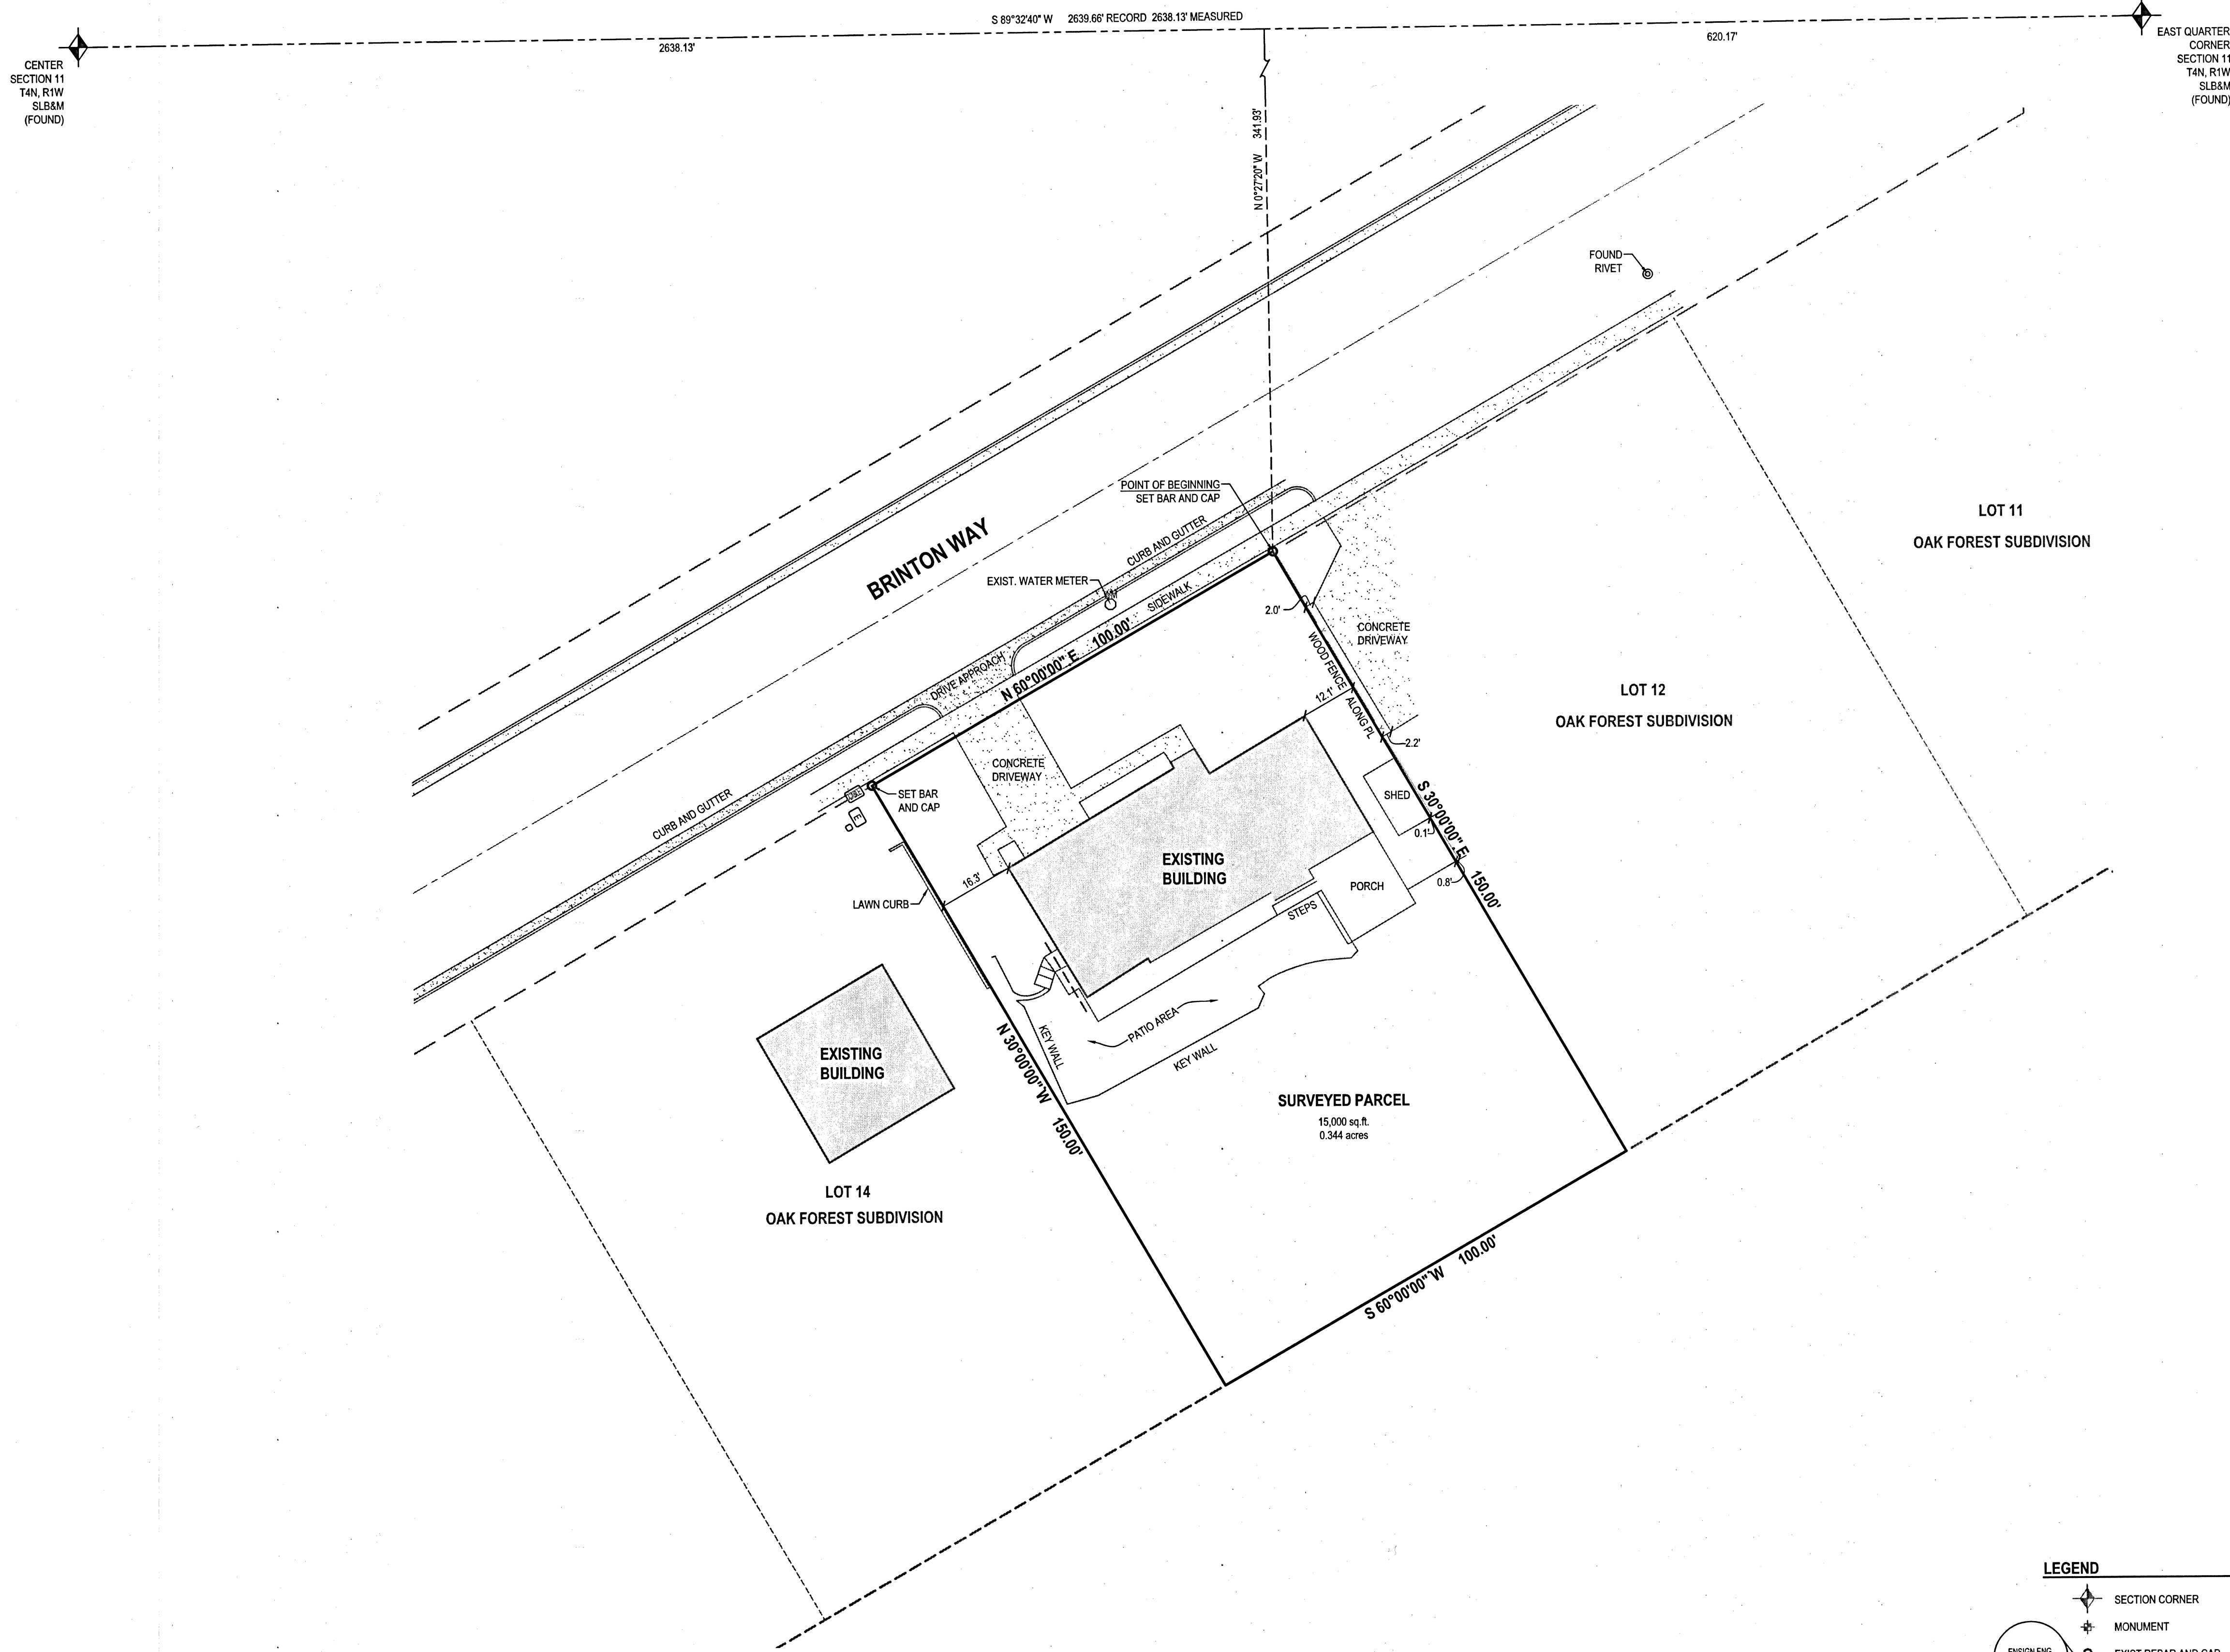 S 89°32'40" W 2639.66' RECORD 2638.13' MEASURED
2638.13'
620.17'
CENTER
SECTION 11
T4N, R1W
SLB&M
(FOUND)
EAST QUARTER
CORNER
SECTION 11
T4N, R1W
SLB&M
(FOUND)
N 0°27'20" W 341.93'
FOUND
RIVET
POINT OF BEGINNING
SET BAR AND CAP
BRINTON WAY
CURB AND GUTTER
EXIST. WATER METER
WM
SIDEWALK
N 60°00'00" E 100.00'
DRIVE APPROACH
2.0'
CONCRETE
DRIVEWAY
WOOD FENCE ALONG PL
12.1'
2.2'
LOT 11
OAK FOREST SUBDIVISION
LOT 12
OAK FOREST SUBDIVISION
CONCRETE
DRIVEWAY
SET BAR
AND CAP
E
CURB AND GUTTER
SHED
0.1'
S 30°00'00" E 150.00'
EXISTING
BUILDING
16.3'
LAWN CURB
PORCH
0.8'
STEPS
PATIO AREA
KEY WALL
KEY WALL
N 30°00'00" W 150.00'
EXISTING
BUILDING
SURVEYED PARCEL
15,000 sq.ft.
0.344 acres
LOT 14
OAK FOREST SUBDIVISION
S 60°00'00" W 100.00'
LEGEND
SECTION CORNER
MONUMENT
EXIST REBAR AND CAP
ENSIGN ENG